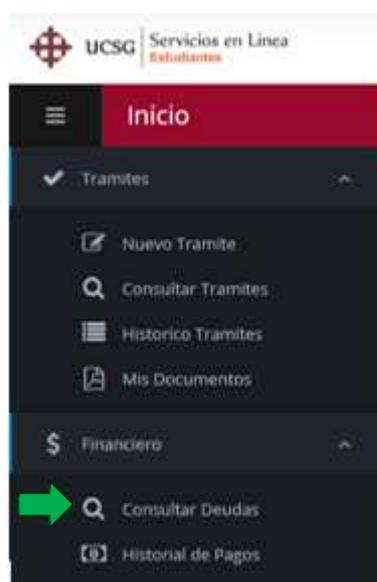 UCSG Servicios en Linea
Estudiantes
Inicio
Tramites
Nuevo Tramite
Consultar Tramites
Historico Tramites
Mis Documentos
Financiero
Consultar Deudas
Historial de Pagos